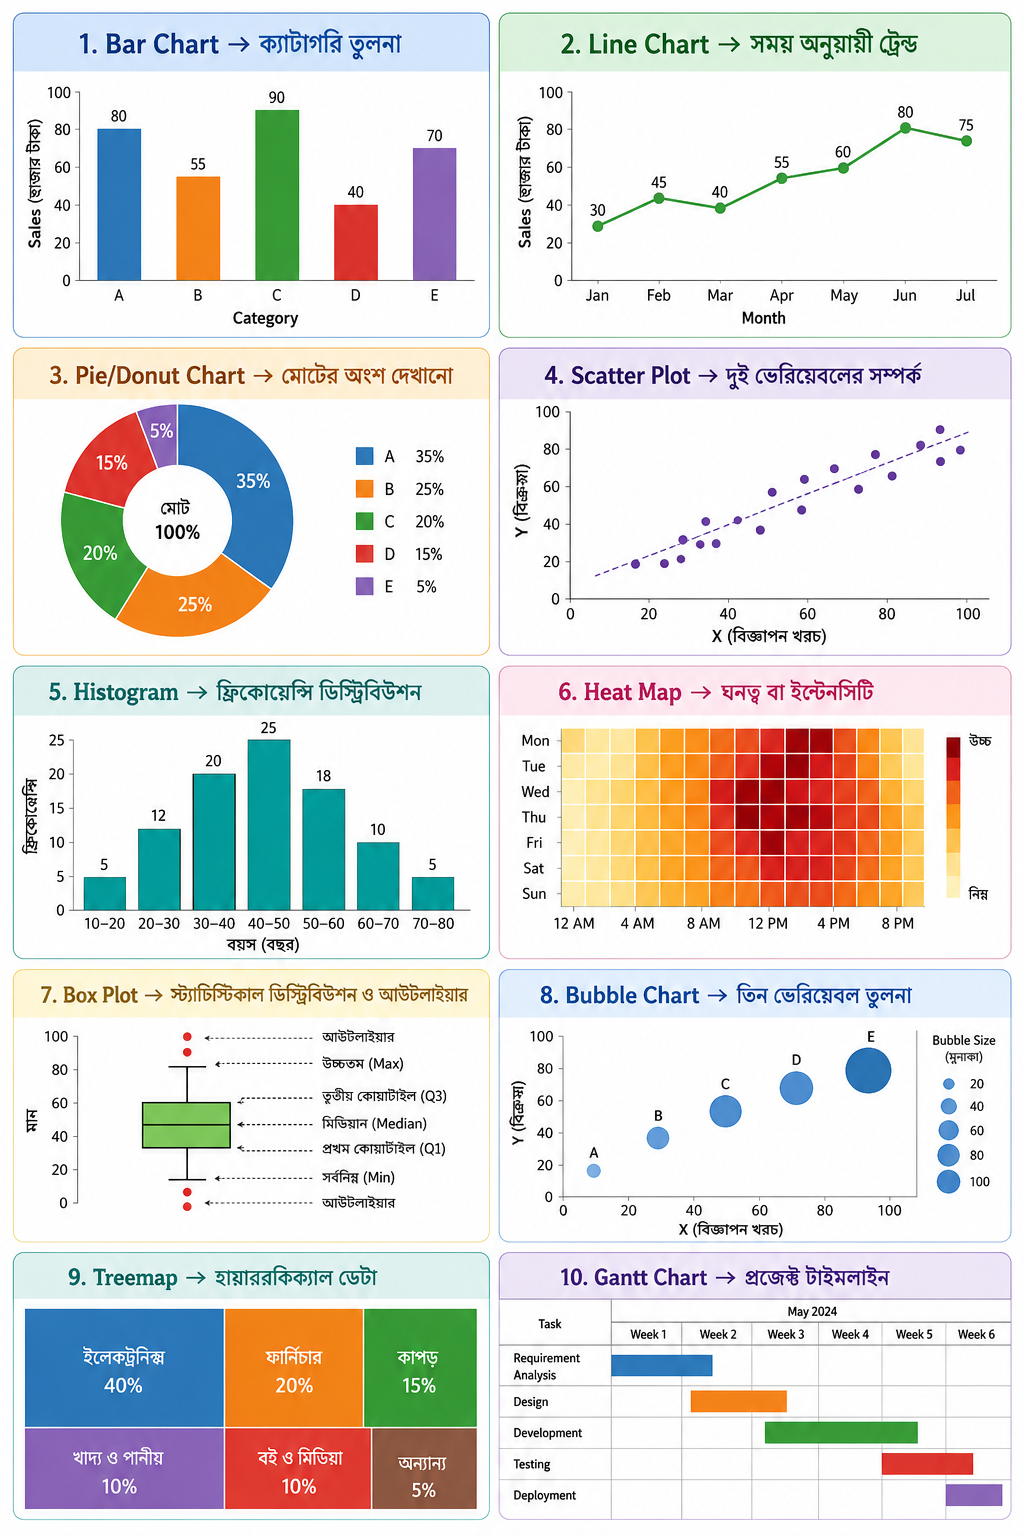 1. Bar Chart → ক্যাটাগরি তুলনা
Sales (হাজার টাকা)
100
80
60
40
20
0
80
55
90
40
70
A B C D E
Category
2. Line Chart → সময় অনুযায়ী ট্রেন্ড
Sales (হাজার টাকা)
100
80
60
40
20
0
30
45
40
55
60
80
75
Jan Feb Mar Apr May Jun Jul
Month
3. Pie/Donut Chart → মোটের অংশ দেখানো
5%
15%
35%
20%
25%
মোট
100%
A 35%
B 25%
C 20%
D 15%
E 5%
4. Scatter Plot → দুই ভেরিয়েবলের সম্পর্ক
100
80
60
40
20
0
0 20 40 60 80 100
X (বিজ্ঞাপন খরচ)
5. Histogram → ফ্রিকোয়েন্সি ডিস্ট্রিবিউশন
25
20
15
10
5
0
5
12
20
25
18
10
5
10–20 20–30 30–40 40–50 50–60 60–70 70–80
বয়স (বছর)
6. Heat Map → ঘনত্ব বা ইন্টেনসিটি
Mon
Tue
Wed
Thu
Fri
Sat
Sun
12 AM 4 AM 8 AM 12 PM 4 PM 8 PM
উচ্চ
নিম্ন
7. Box Plot → স্ট্যাটিস্টিকাল ডিস্ট্রিবিউশন ও আউটলাইয়ার
মান
100
80
60
40
20
0
আউটলাইয়ার
উচ্চতম (Max)
তৃতীয় কোয়ার্টাইল (Q3)
মিডিয়ান (Median)
প্রথম কোয়ার্টাইল (Q1)
সর্বনিম্ন (Min)
আউটলাইয়ার
8. Bubble Chart → তিন ভেরিয়েবল তুলনা
100
80
60
40
20
0
A
B
C
D
E
0 20 40 60 80 100
X (বিজ্ঞাপন খরচ)
Bubble Size
20
40
60
80
100
9. Treemap → হায়ারর‍কিক্যাল ডেটা
ইলেকট্রনিক্স
40%
ফার্নিচার
20%
কাপড়
15%
খাদ্য ও পানীয়
10%
বই ও মিডিয়া
10%
অন্যান্য
5%
10. Gantt Chart → প্রজেক্ট টাইমলাইন
Task
May 2024
Week 1 Week 2 Week 3 Week 4 Week 5 Week 6
Requirement
Analysis
Design
Development
Testing
Deployment